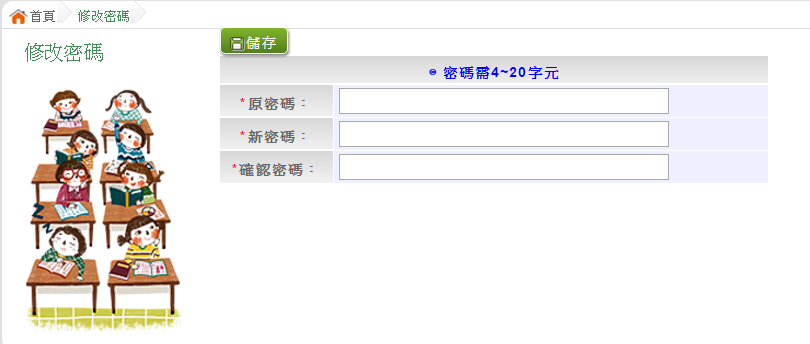 首頁 修改密碼
修改密碼
儲存
⊙ 密碼需4~20字元
*原密碼：
*新密碼：
*確認密碼：
Z
Z
Z